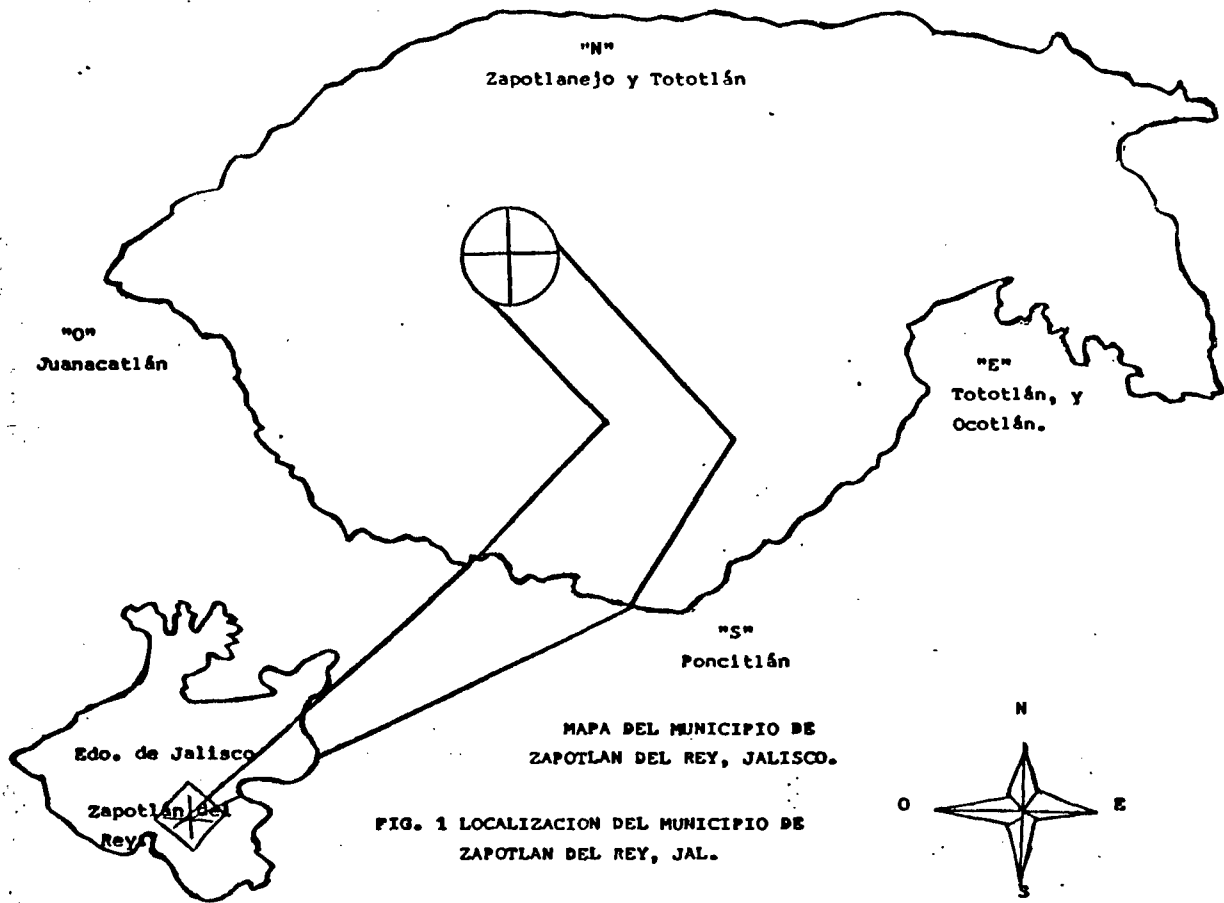 "N"
Zapotlanejo y Tototlán
"O"
Juanacatlán
"E"
Tototlán, y
Ocotlán.
"S"
Poncitlán
MAPA DEL MUNICIPIO DE
ZAPOTLAN DEL REY, JALISCO.
Edo. de Jalisco
Zapotlán del
Rey
FIG. 1 LOCALIZACION DEL MUNICIPIO DE
ZAPOTLAN DEL REY, JAL.
N
O
E
S